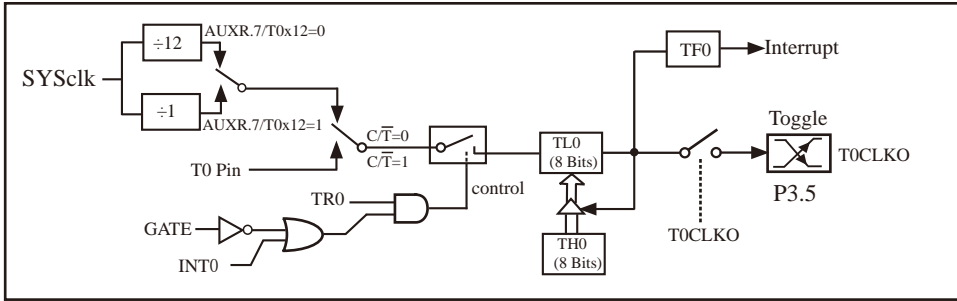 AUXR.7/T0x12=0
÷12
SYSclk
÷1
AUXR.7/T0x12=1
T0 Pin
C/T̅=0
C/T̅=1
TR0
GATE
INT0
control
TL0
(8 Bits)
TH0
(8 Bits)
TF0
Interrupt
Toggle
T0CLKO
P3.5
T0CLKO